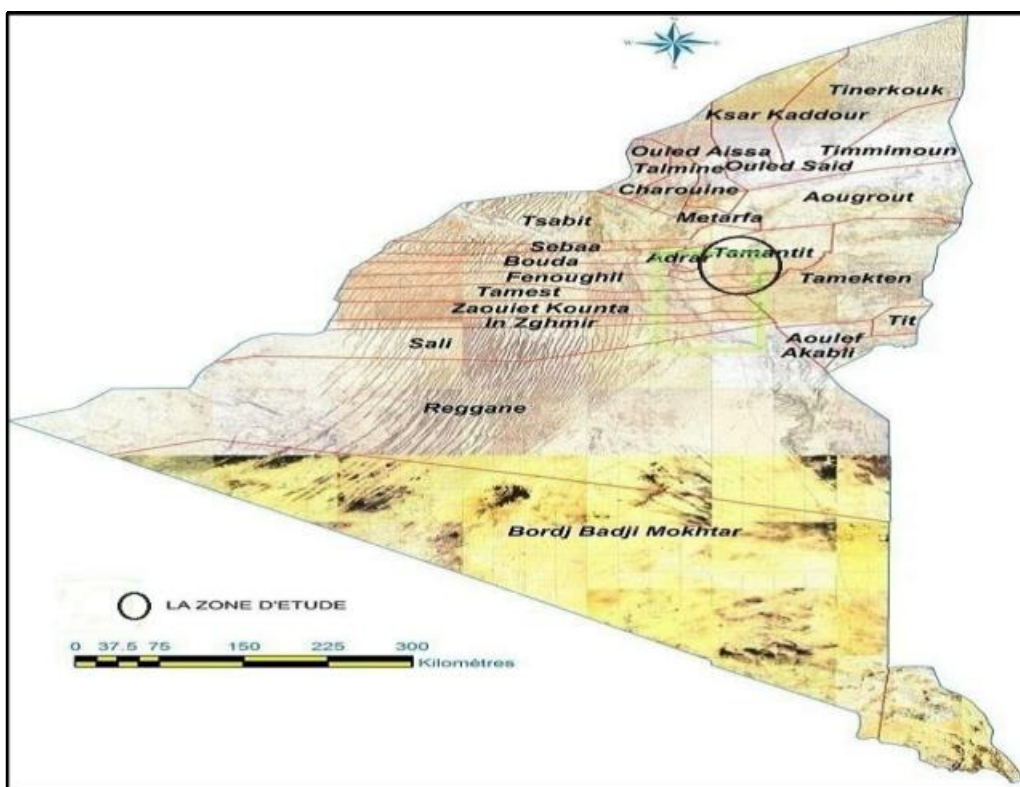 N
W E
S
Tinerkouk
Ksar Kaddour
Ouled Aissa
Timmimoun
Talmine
Ouled Said
Charouine
Aougrout
Metarfa
Tsabit
Sebaa
Adrar
Tamantit
Bouda
Fenoughil
Tamekten
Tamest
Zaouiet Kounta
In Zghmir
Tit
Sali
Aoulef
Akabli
Reggane
Bordj Badji Mokhtar
LA ZONE D'ETUDE
0 37.5 75 150 225 300
Kilométres